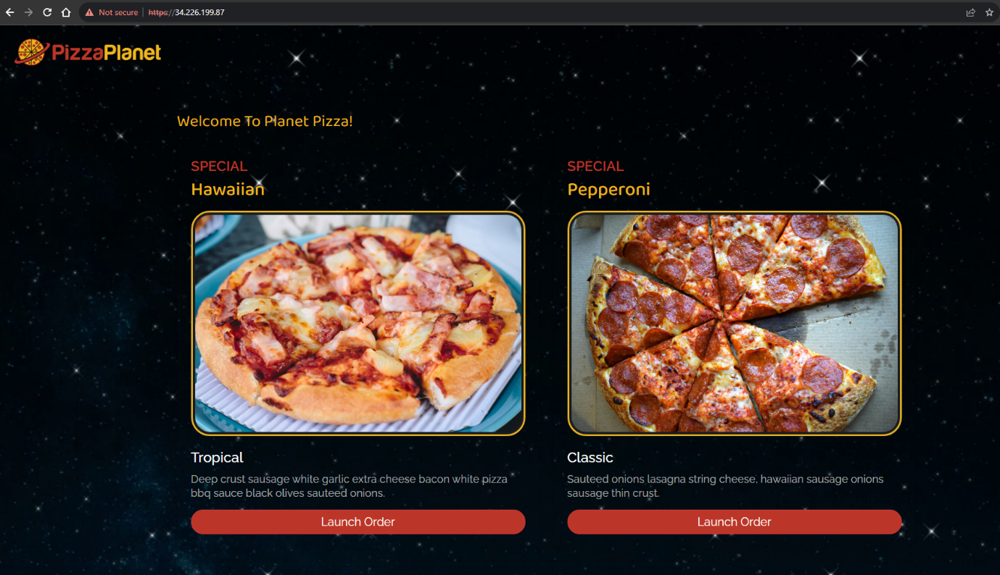 Not secure | https://34.226.199.87
PizzaPlanet
Welcome To Planet Pizza!
SPECIAL
Hawaiian
Tropical
Deep crust sausage white garlic extra cheese bacon white pizza
bbq sauce black olives sauteed onions.
Launch Order
SPECIAL
Pepperoni
Classic
Sauteed onions lasagna string cheese, hawaiian sausage onions
sausage thin crust.
Launch Order